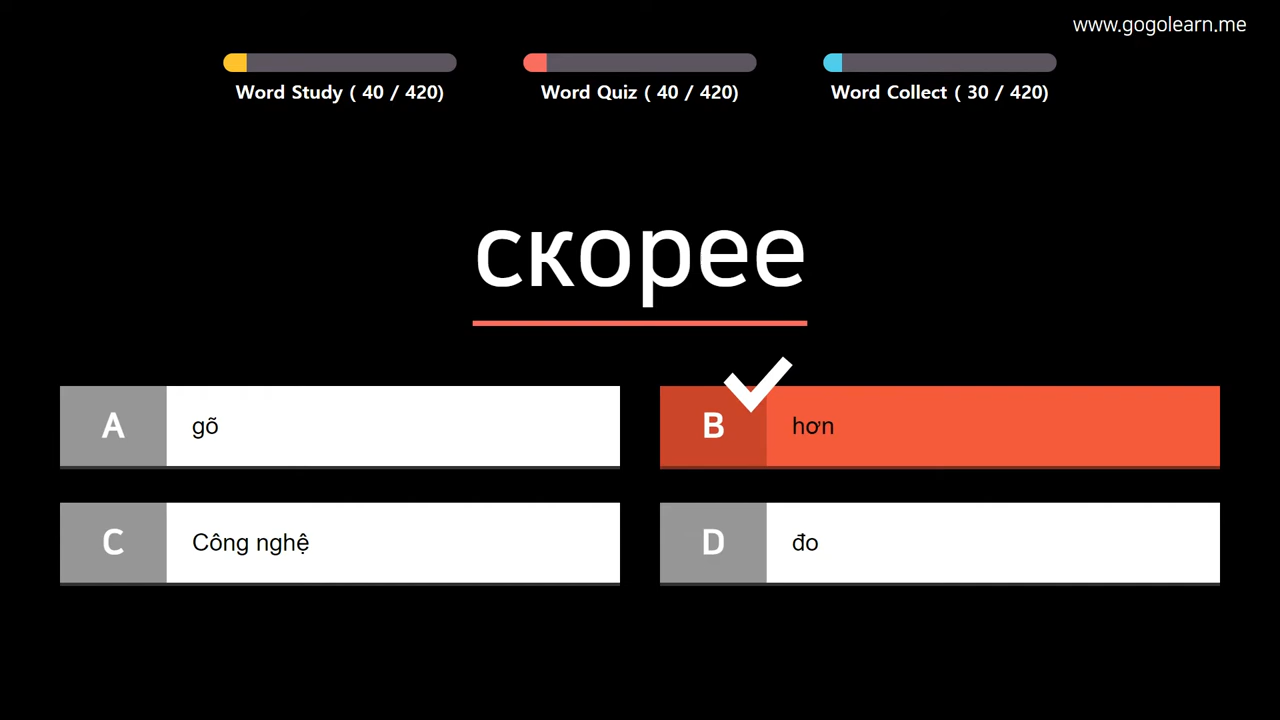 www.gogolearn.me
Word Study ( 40 / 420)
Word Quiz ( 40 / 420)
Word Collect ( 30 / 420)
скорее
A gõ
B hơn
C Công nghệ
D đo